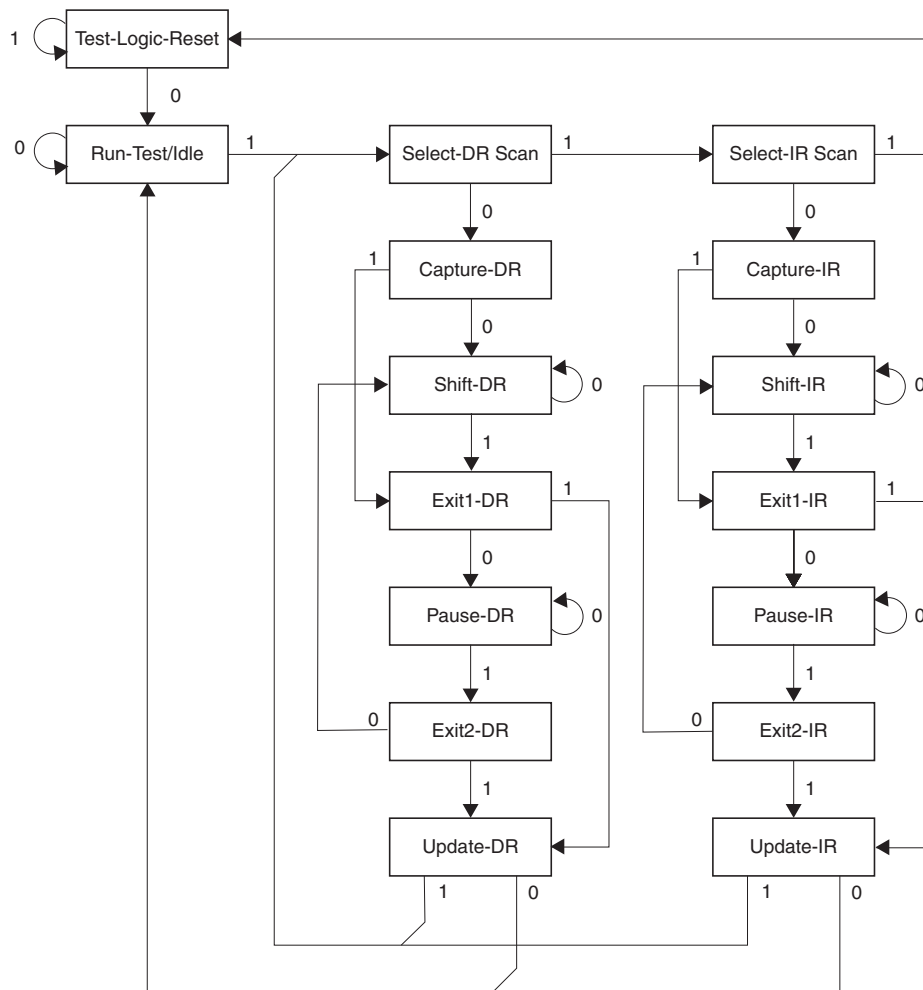 1
Test-Logic-Reset
0
0
Run-Test/Idle
1
Select-DR Scan
1
Select-IR Scan
1
0
0
1
Capture-DR
1
Capture-IR
0
0
Shift-DR
0
Shift-IR
0
1
1
Exit1-DR
1
Exit1-IR
1
0
0
Pause-DR
0
Pause-IR
0
1
1
0
Exit2-DR
0
Exit2-IR
1
1
Update-DR
Update-IR
1
0
1
0